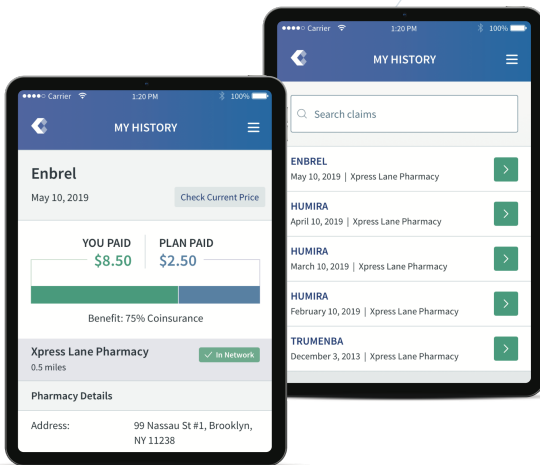 Carrier 1:20 PM 100%
MY HISTORY
Enbrel
May 10, 2019
Check Current Price
YOU PAID
$8.50
PLAN PAID
$2.50
Benefit: 75% Coinsurance
Xpress Lane Pharmacy
0.5 miles
✓ In Network
Pharmacy Details
Address:
99 Nassau St #1, Brooklyn,
NY 11238
Carrier 1:20 PM 100%
MY HISTORY
Search claims
ENBREL
May 10, 2019 | Xpress Lane Pharmacy
HUMIRA
April 10, 2019 | Xpress Lane Pharmacy
HUMIRA
March 10, 2019 | Xpress Lane Pharmacy
HUMIRA
February 10, 2019 | Xpress Lane Pharmacy
TRUMENBA
December 3, 2013 | Xpress Lane Pharmacy